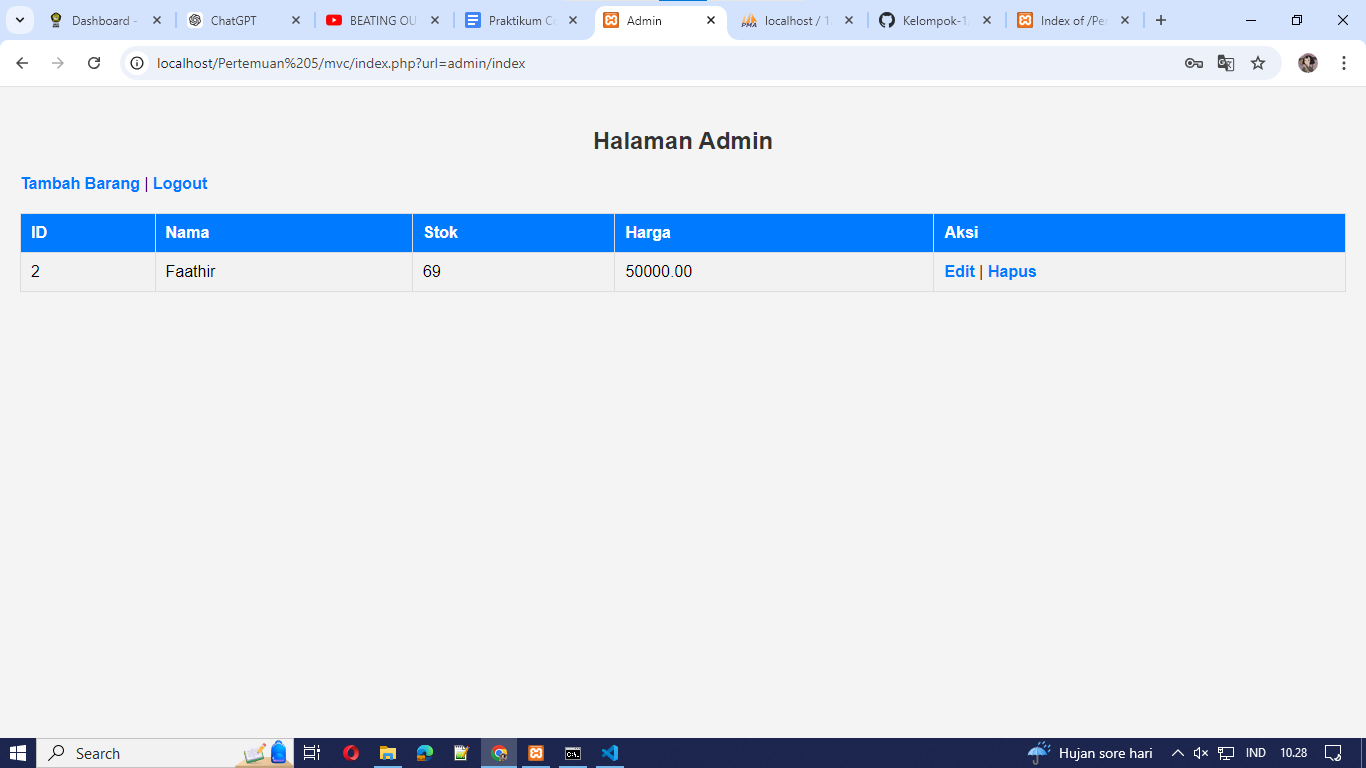 Dashboard -
ChatGPT
BEATING OU
Praktikum Co
Admin
localhost / 1
Kelompok-1
Index of /Per
localhost/Pertemuan%205/mvc/index.php?url=admin/index
Halaman Admin
Tambah Barang | Logout
ID Nama Stok Harga Aksi
2 Faathir 69 50000.00 Edit | Hapus
Search
Hujan sore hari
IND
10.28